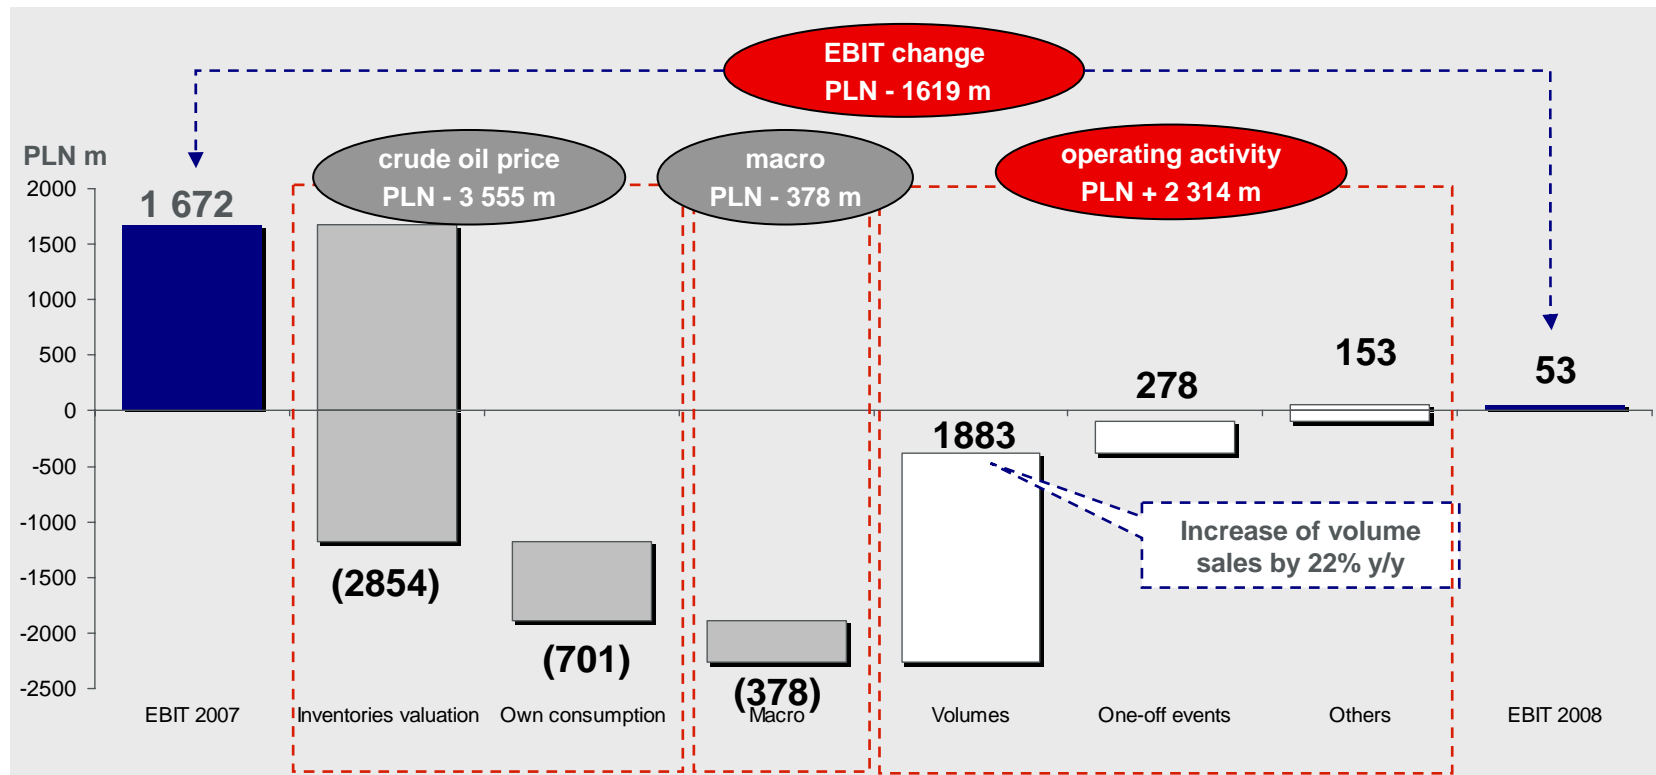 EBIT change
PLN - 1619 m
crude oil price
PLN - 3 555 m
macro
PLN - 378 m
operating activity
PLN + 2 314 m
PLN m
2000
1500
1000
500
0
-500
-1000
-1500
-2000
-2500
1 672
(2854)
(701)
(378)
1883
278
153
53
Increase of volume
sales by 22% y/y
EBIT 2007
Inventories valuation
Own consumption
Macro
Volumes
One-off events
Others
EBIT 2008